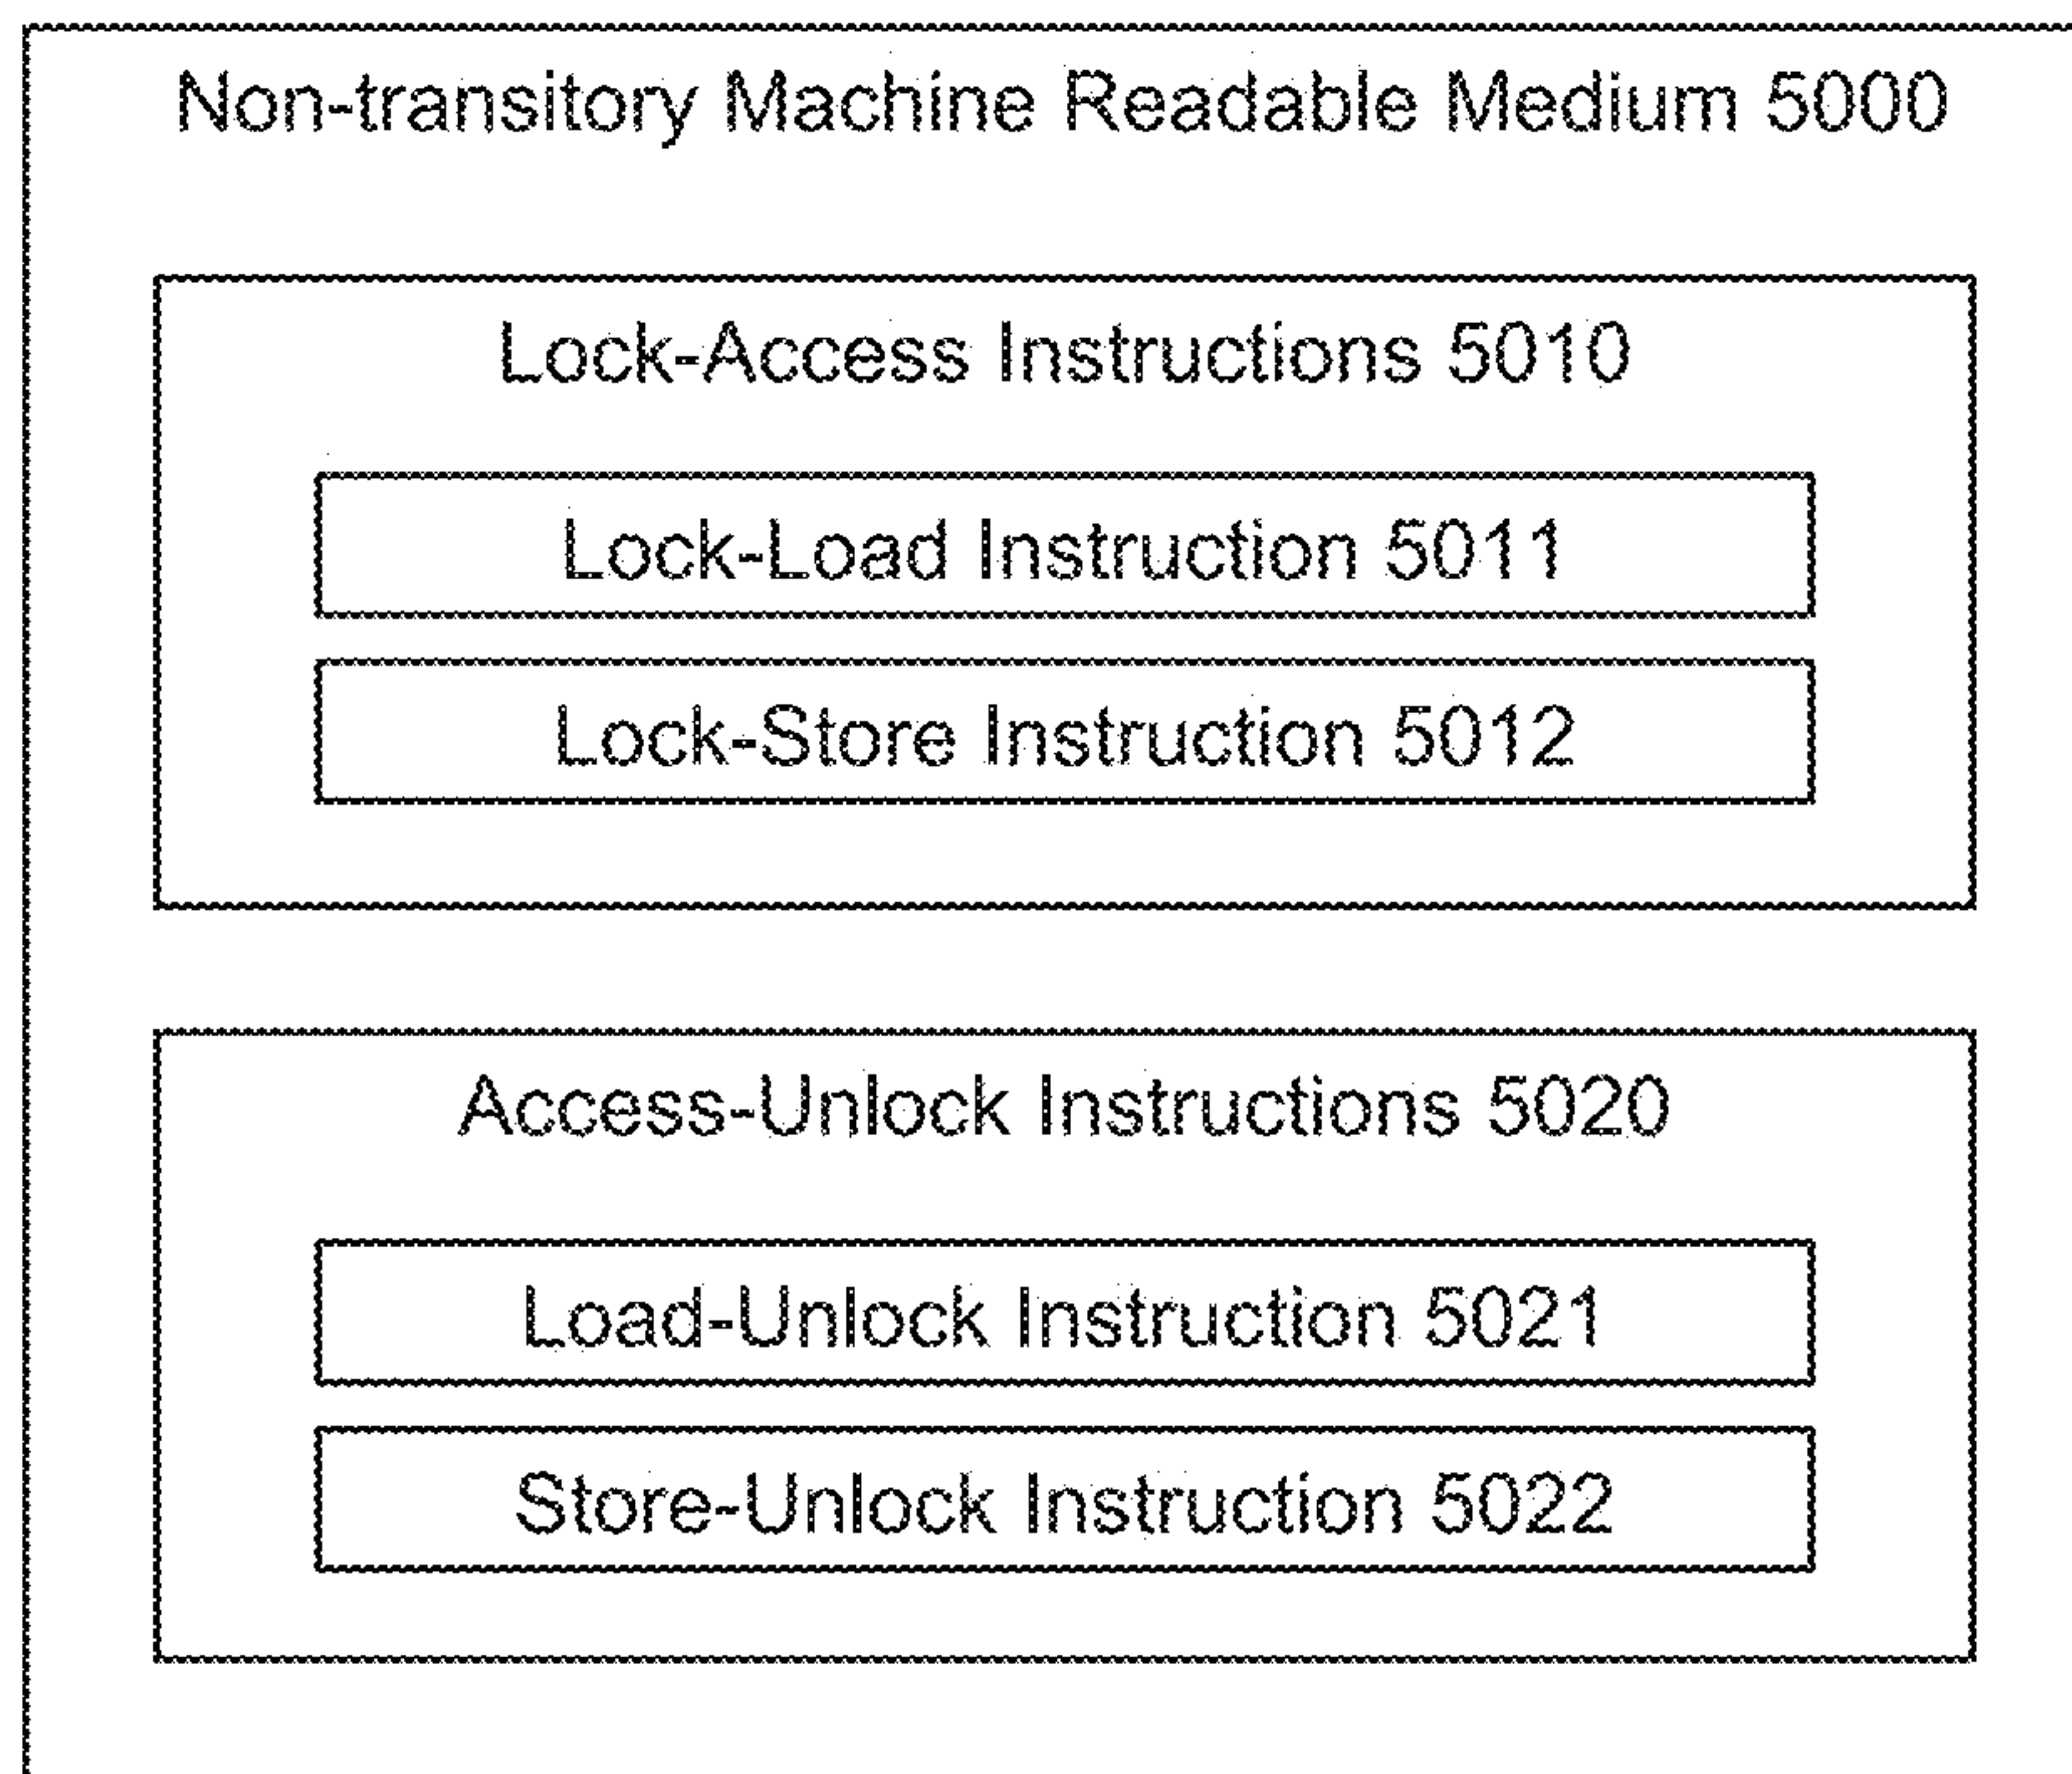 Non-transitory Machine Readable Medium 5000
Lock-Access Instructions 5010
Lock-Load Instruction 5011
Lock-Store Instruction 5012
Access-Unlock Instructions 5020
Load-Unlock Instruction 5021
Store-Unlock Instruction 5022